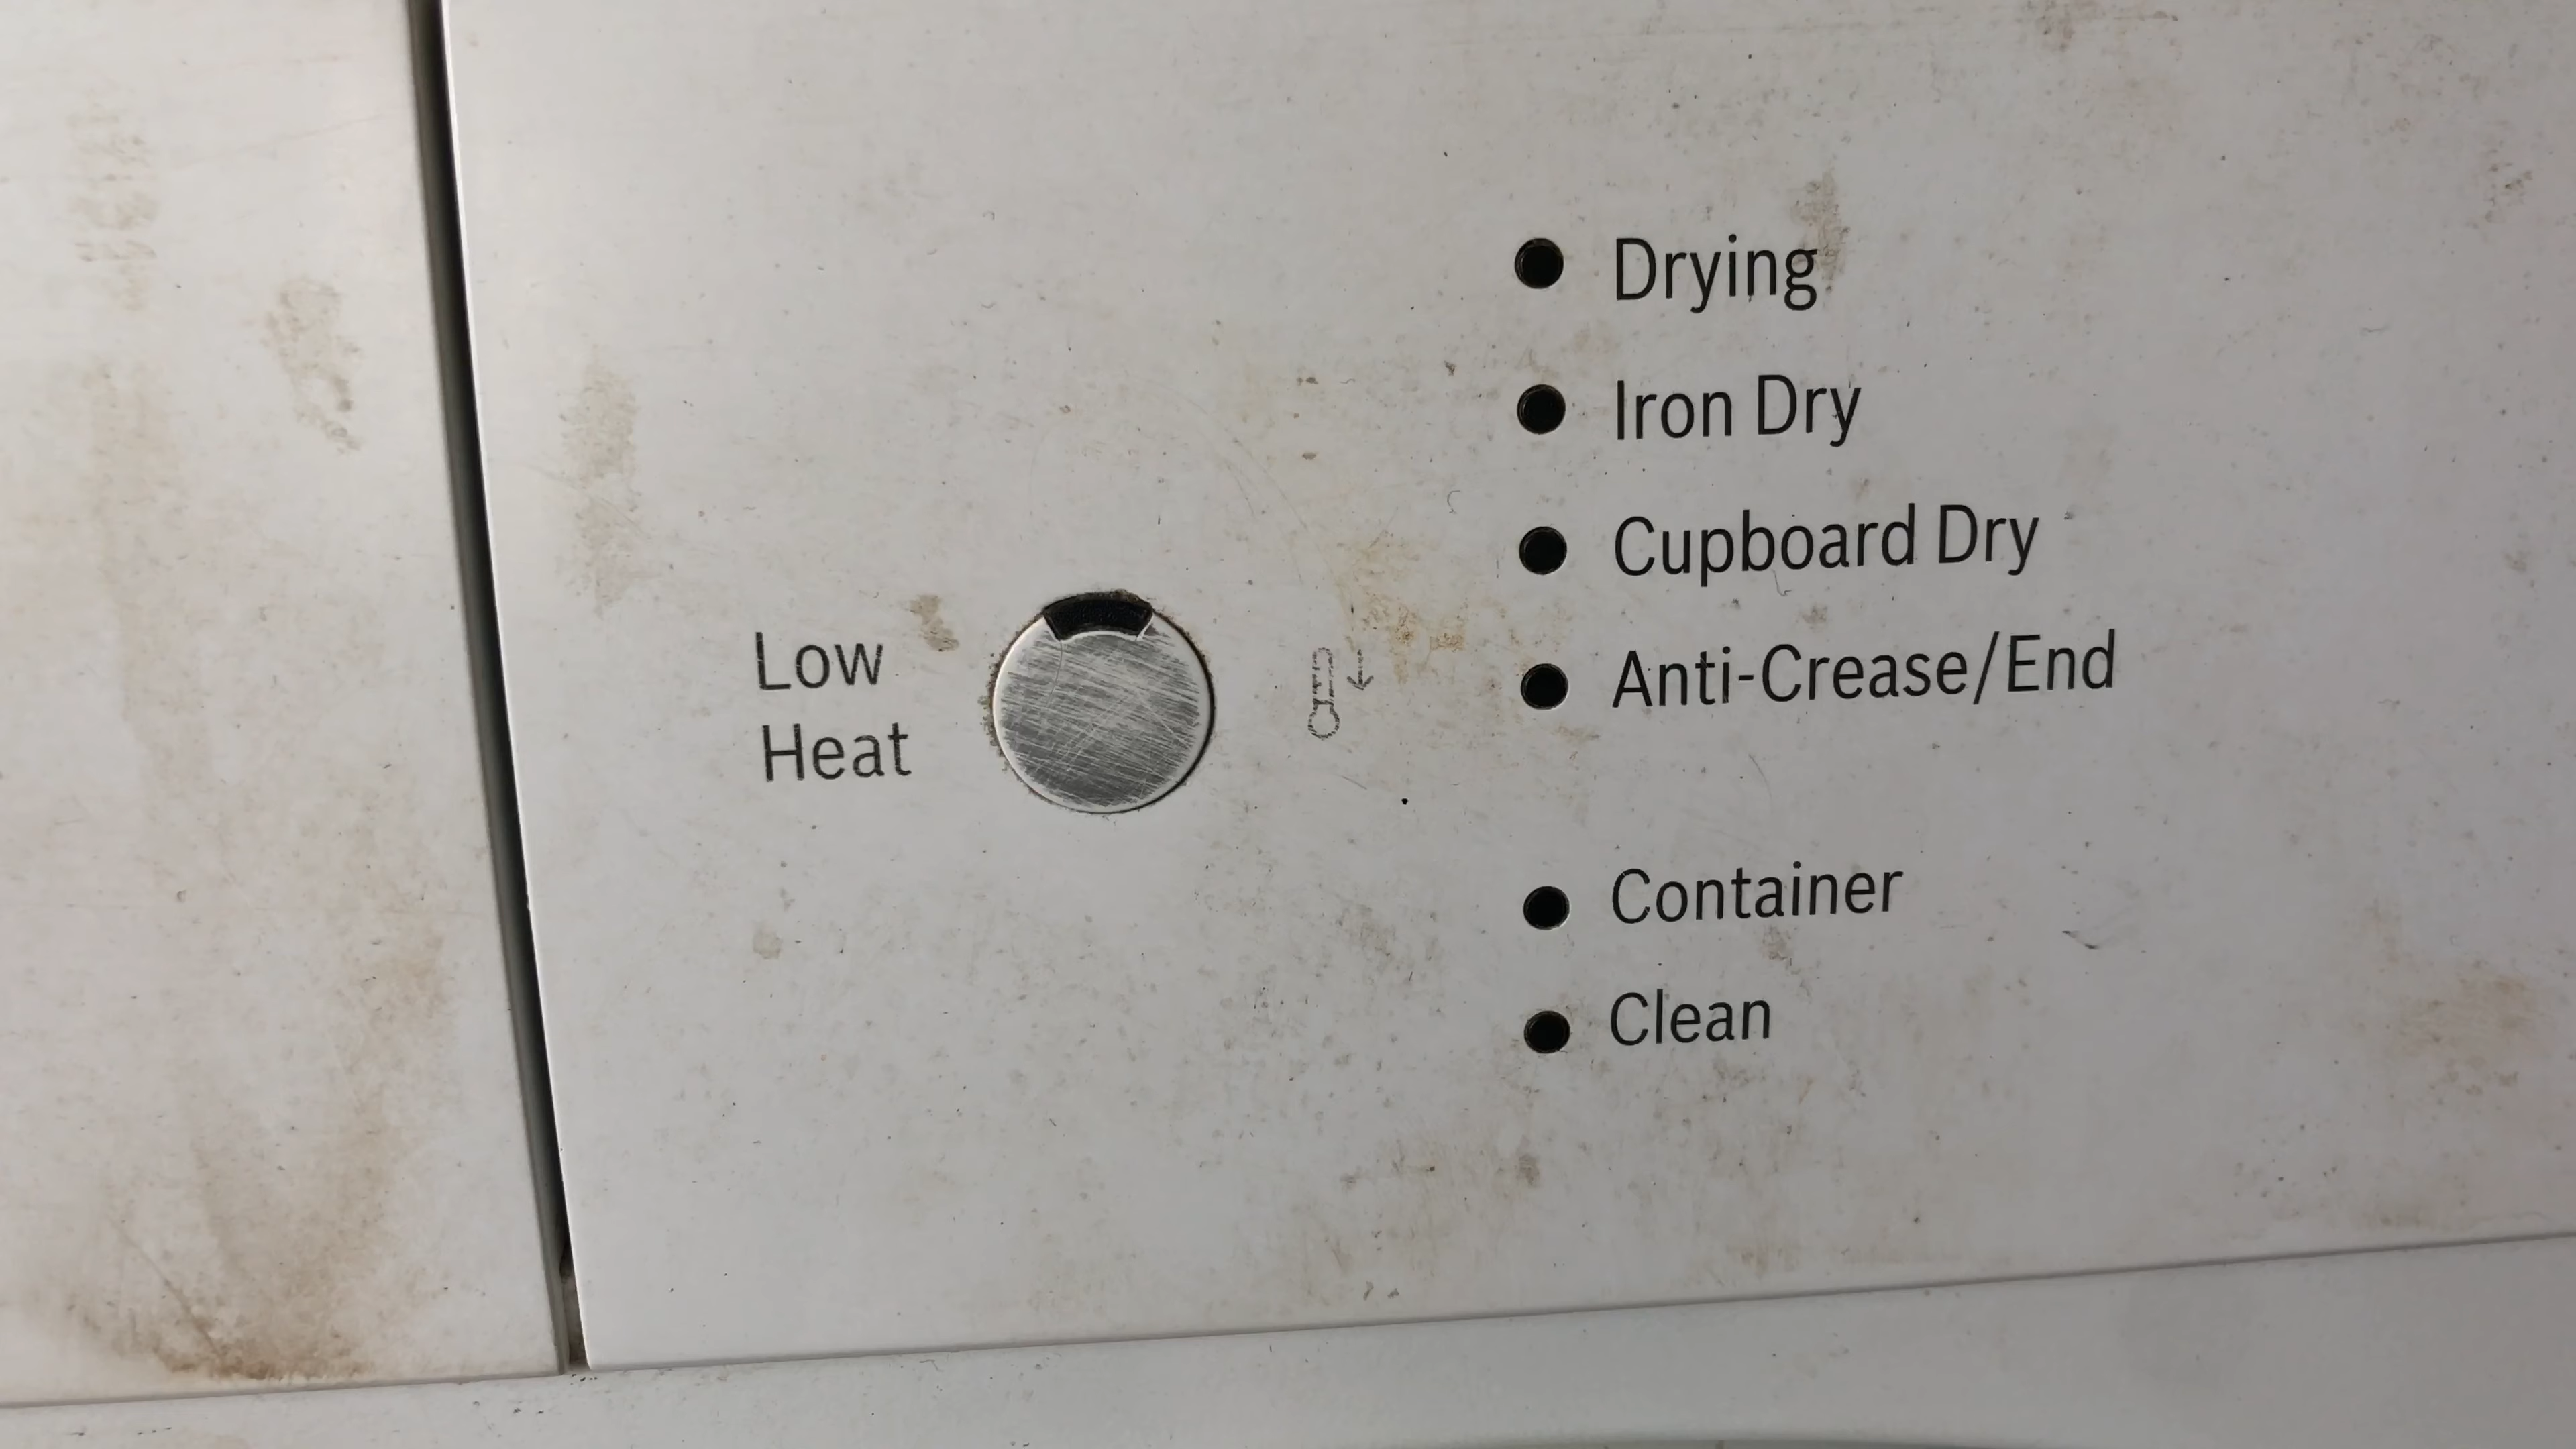 Low
Heat
Drying
Iron Dry
Cupboard Dry
Anti-Crease/End
Container
Clean